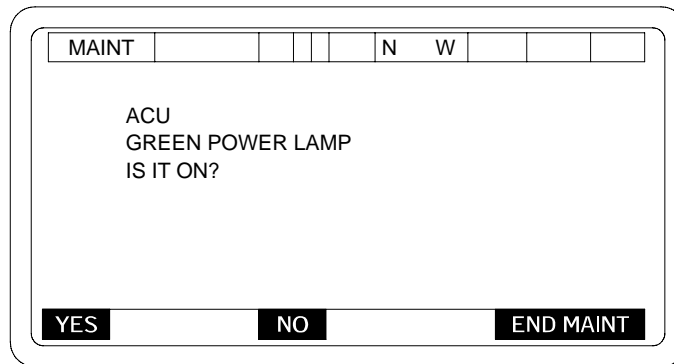 MAINT N W
ACU
GREEN POWER LAMP
IS IT ON?
YES NO END MAINT